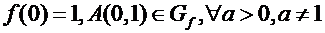 f(0)=1, A(0,1)∈G_f, ∀a>0, a≠1